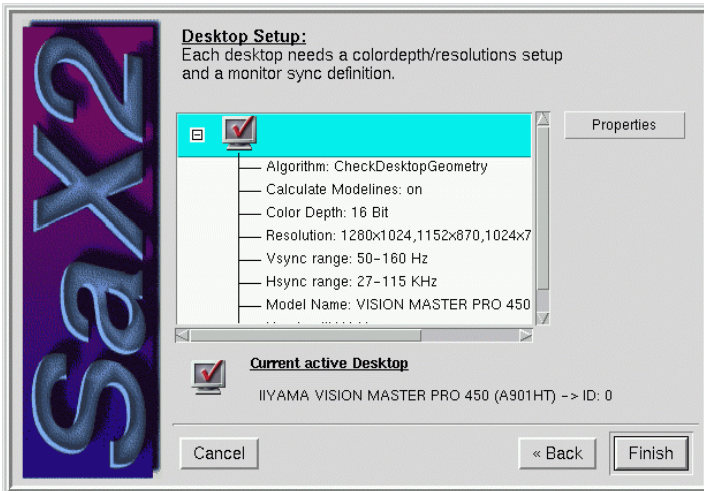 SaX2
Desktop Setup:
Each desktop needs a colordepth/resolutions setup
and a monitor sync definition.
Properties
Algorithm: CheckDesktopGeometry
Calculate Modelines: on
Color Depth: 16 Bit
Resolution: 1280x1024,1152x870,1024x7
Vsync range: 50-160 Hz
Hsync range: 27-115 KHz
Model Name: VISION MASTER PRO 450
Current active Desktop
IIYAMA VISION MASTER PRO 450 (A901HT) -> ID: 0
Cancel
« Back
Finish